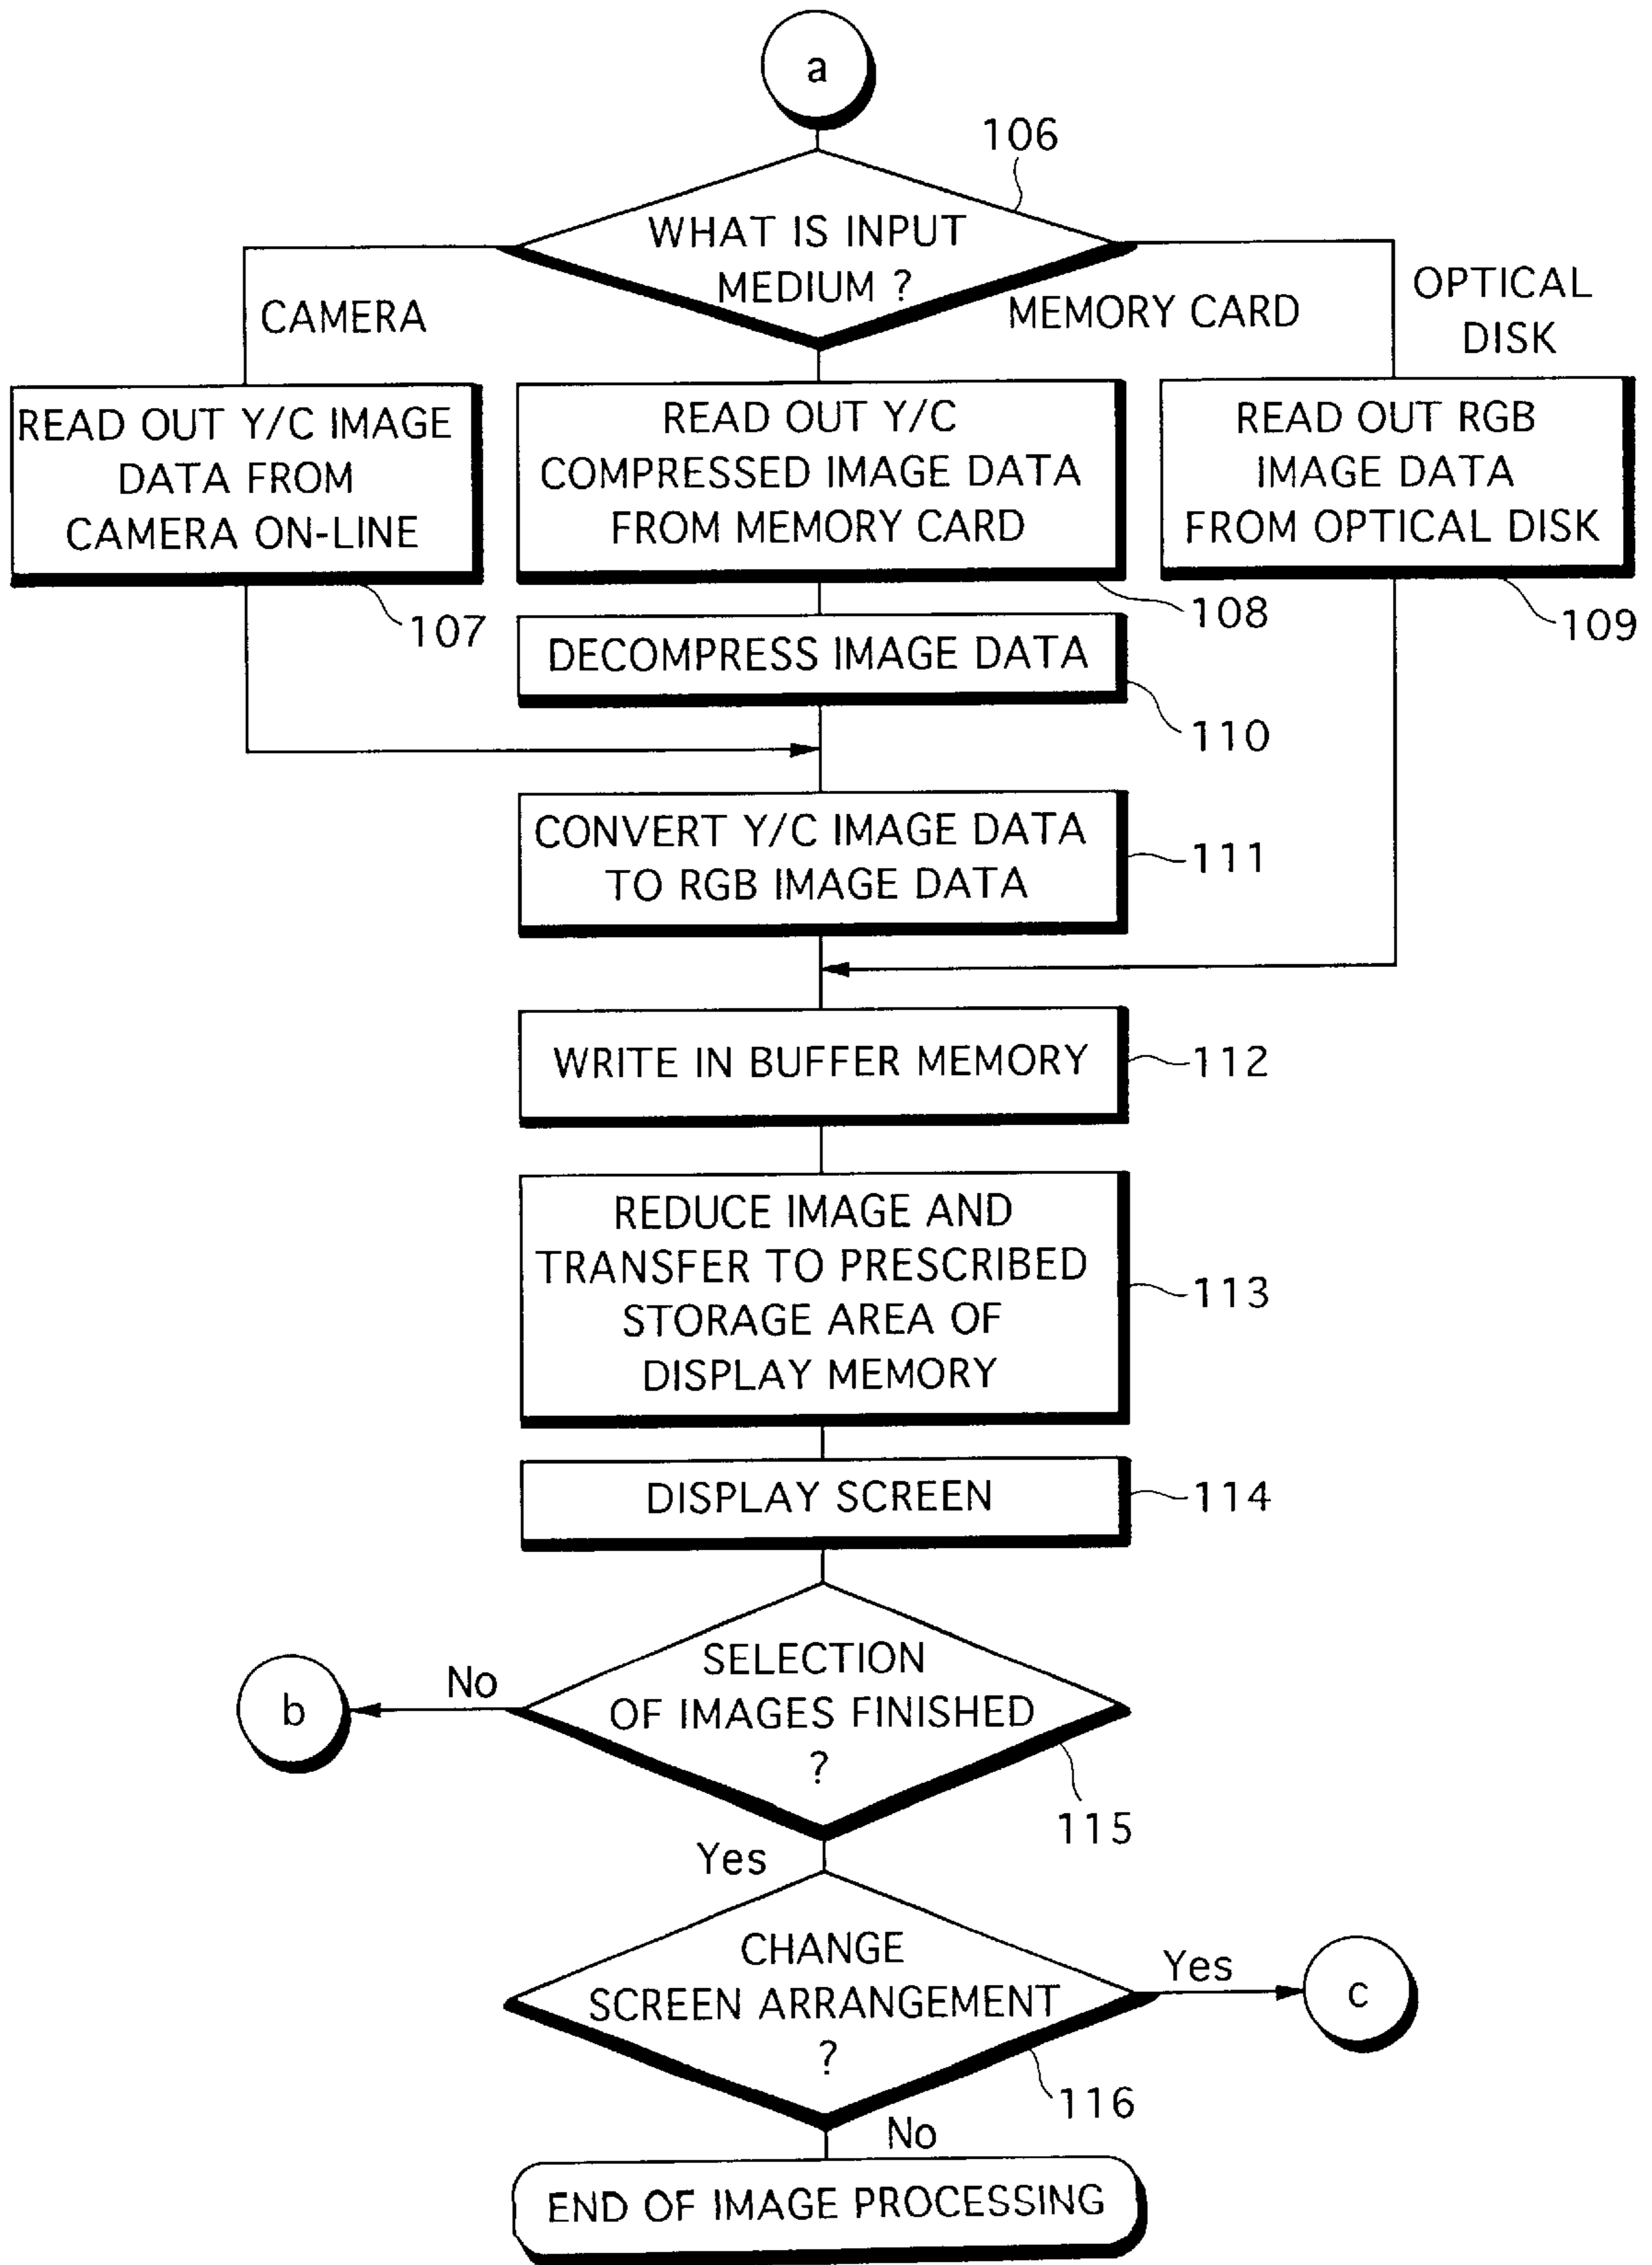 a
106
WHAT IS INPUT
MEDIUM ?
CAMERA
MEMORY CARD
OPTICAL
DISK
READ OUT Y/C IMAGE
DATA FROM
CAMERA ON-LINE
107
READ OUT Y/C
COMPRESSED IMAGE DATA
FROM MEMORY CARD
108
READ OUT RGB
IMAGE DATA
FROM OPTICAL DISK
109
DECOMPRESS IMAGE DATA
110
CONVERT Y/C IMAGE DATA
TO RGB IMAGE DATA
111
WRITE IN BUFFER MEMORY
112
REDUCE IMAGE AND
TRANSFER TO PRESCRIBED
STORAGE AREA OF
DISPLAY MEMORY
113
DISPLAY SCREEN
114
SELECTION
OF IMAGES FINISHED
?
115
No
b
Yes
CHANGE
SCREEN ARRANGEMENT
?
116
Yes
c
No
END OF IMAGE PROCESSING